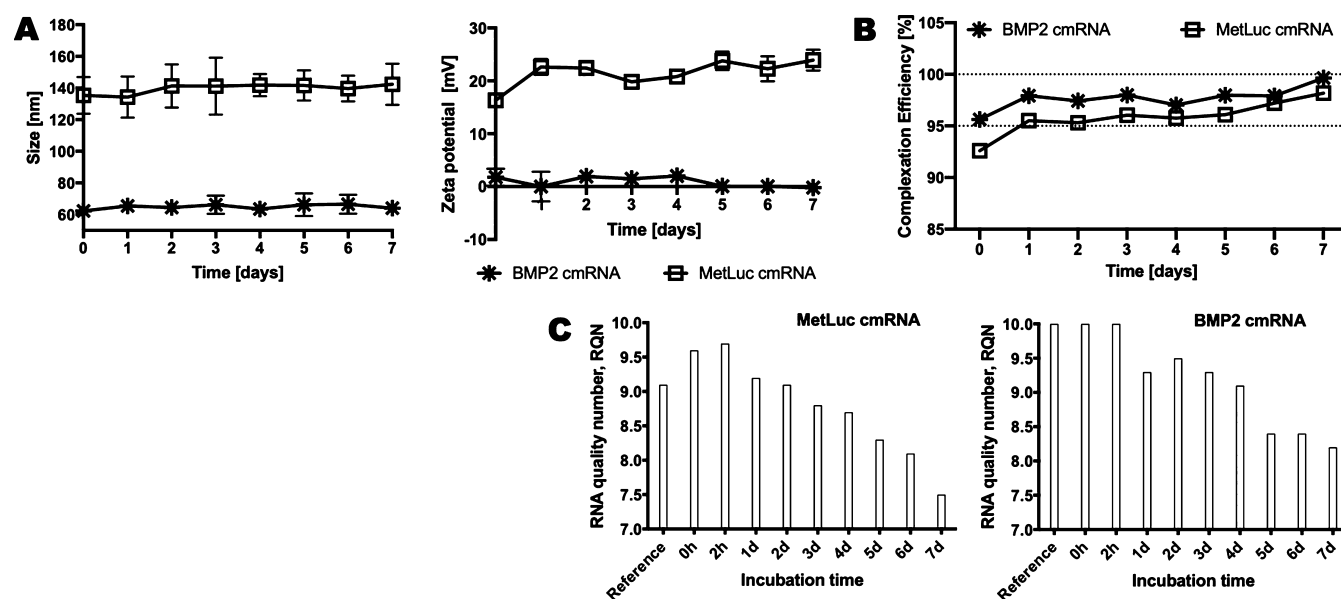 A
180
160
140
120
100
80
60
Size [nm]
0 1 2 3 4 5 6 7
Time [days]
30
20
10
0
-10
Zeta potential [mV]
1 2 3 4 5 6 7
Time [days]
BMP2 cmRNA MetLuc cmRNA
B
105
100
95
90
85
Complexation Efficiency [%]
BMP2 cmRNA MetLuc cmRNA
0 1 2 3 4 5 6 7
Time [days]
C
MetLuc cmRNA
10.0
9.5
9.0
8.5
8.0
7.5
7.0
RNA quality number, RQN
Reference 0h 2h 1d 2d 3d 4d 5d 6d 7d
Incubation time
BMP2 cmRNA
10.0
9.5
9.0
8.5
8.0
7.5
7.0
RNA quality number, RQN
Reference 0h 2h 1d 2d 3d 4d 5d 6d 7d
Incubation time